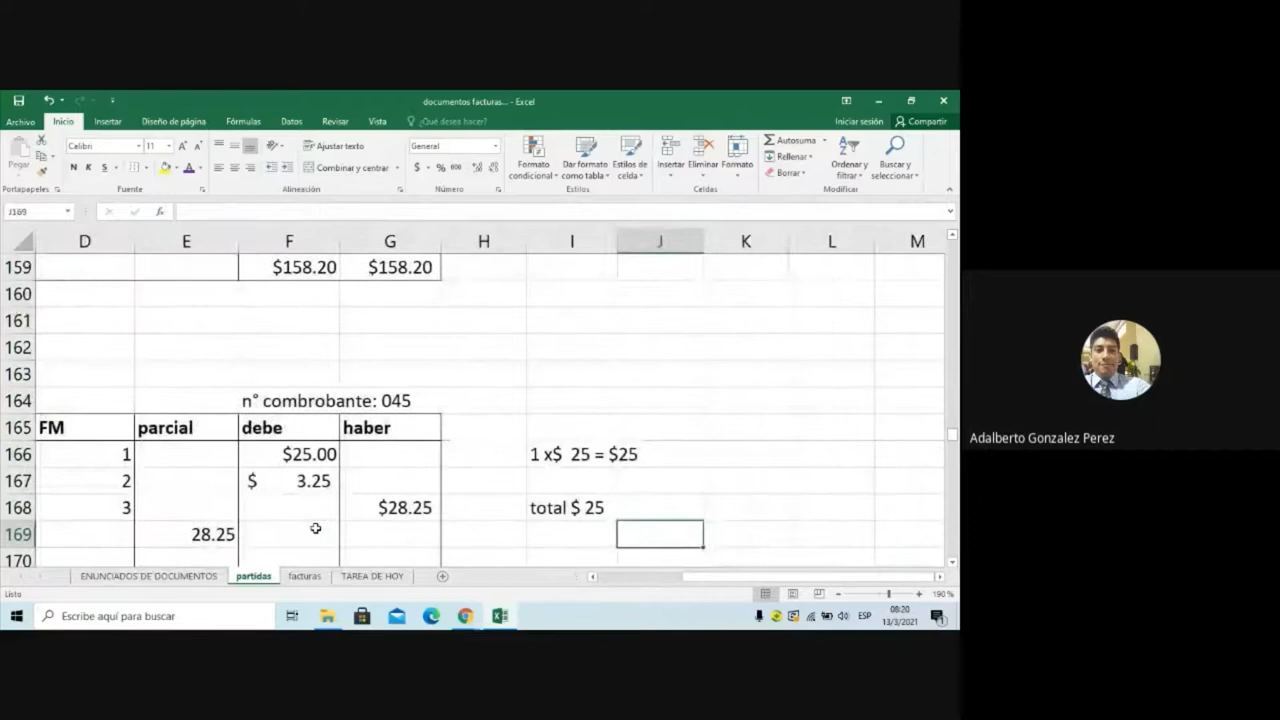 documentos facturas... - Excel
Archivo Inicio Insertar Diseño de página Fórmulas Datos Revisar Vista ¿Qué desea hacer? Iniciar sesión Compartir
Pegar
Calibri 11
Ajustar texto
General
Autosuma
Rellenar
Borrar
N K S
Combinar y centrar
$ % 000
Formato condicional
Dar formato como tabla
Estilos de celda
Insertar Eliminar Formato
Ordenar y filtrar
Buscar y seleccionar
Portapapeles Fuente Alineación Número Estilos Celdas Modificar
J169 fx
D E F G H I J K L M
159 $158.20 $158.20
160
161
162
163
164 n° combrobante: 045
165 FM parcial debe haber
166 1 $25.00 1 x$ 25 = $25
167 2 $ 3.25
168 3 $28.25 total $ 25
169 28.25
170
ENUNCIADOS DE DOCUMENTOS partidas facturas TAREA DE HOY
Listo 190 %
Escribe aquí para buscar
ESP
08:20
13/3/2021
Adalberto Gonzalez Perez